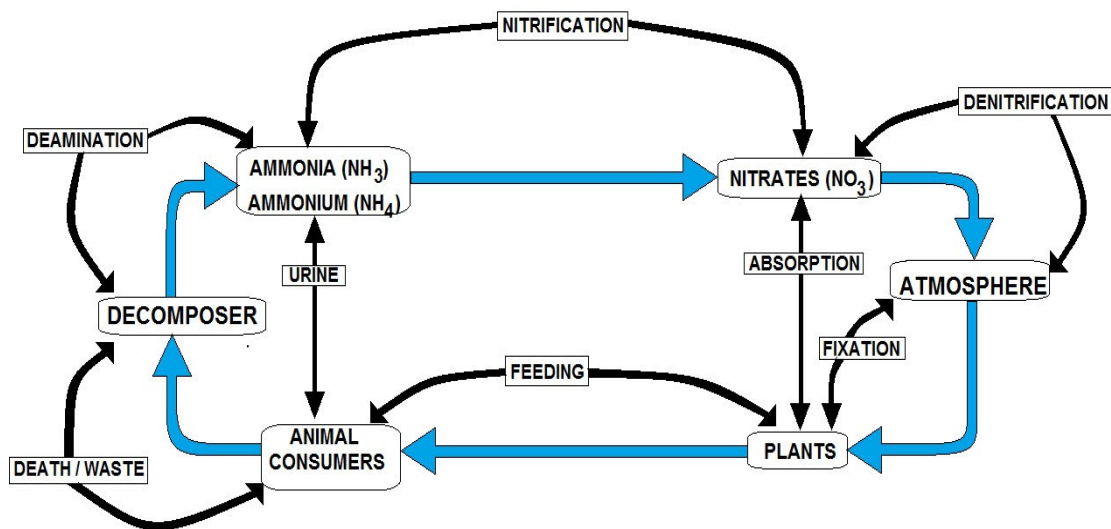 NITRIFICATION
DENITRIFICATION
DEAMINATION
AMMONIA (NH3)
AMMONIUM (NH4)
NITRATES (NO3)
URINE
ABSORPTION
ATMOSPHERE
DECOMPOSER
FIXATION
FEEDING
ANIMAL
CONSUMERS
PLANTS
DEATH / WASTE